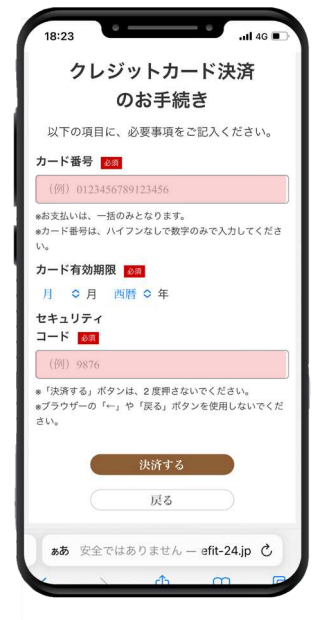 18:23
4G
クレジットカード決済
のお手続き
以下の項目に、必要事項をご記入ください。
カード番号 必須
(例) 0123456789123456
※お支払いは、一括のみとなります。
※カード番号は、ハイフンなしで数字のみで入力してくださ
い。
カード有効期限 必須
月 月 西暦 年
セキュリティ
コード 必須
(例) 9876
※「決済する」ボタンは、2度押さないでください。
※ブラウザーの「←」や「戻る」ボタンを使用しないでくだ
さい。
決済する
戻る
ぁあ 安全ではありません — efit-24.jp